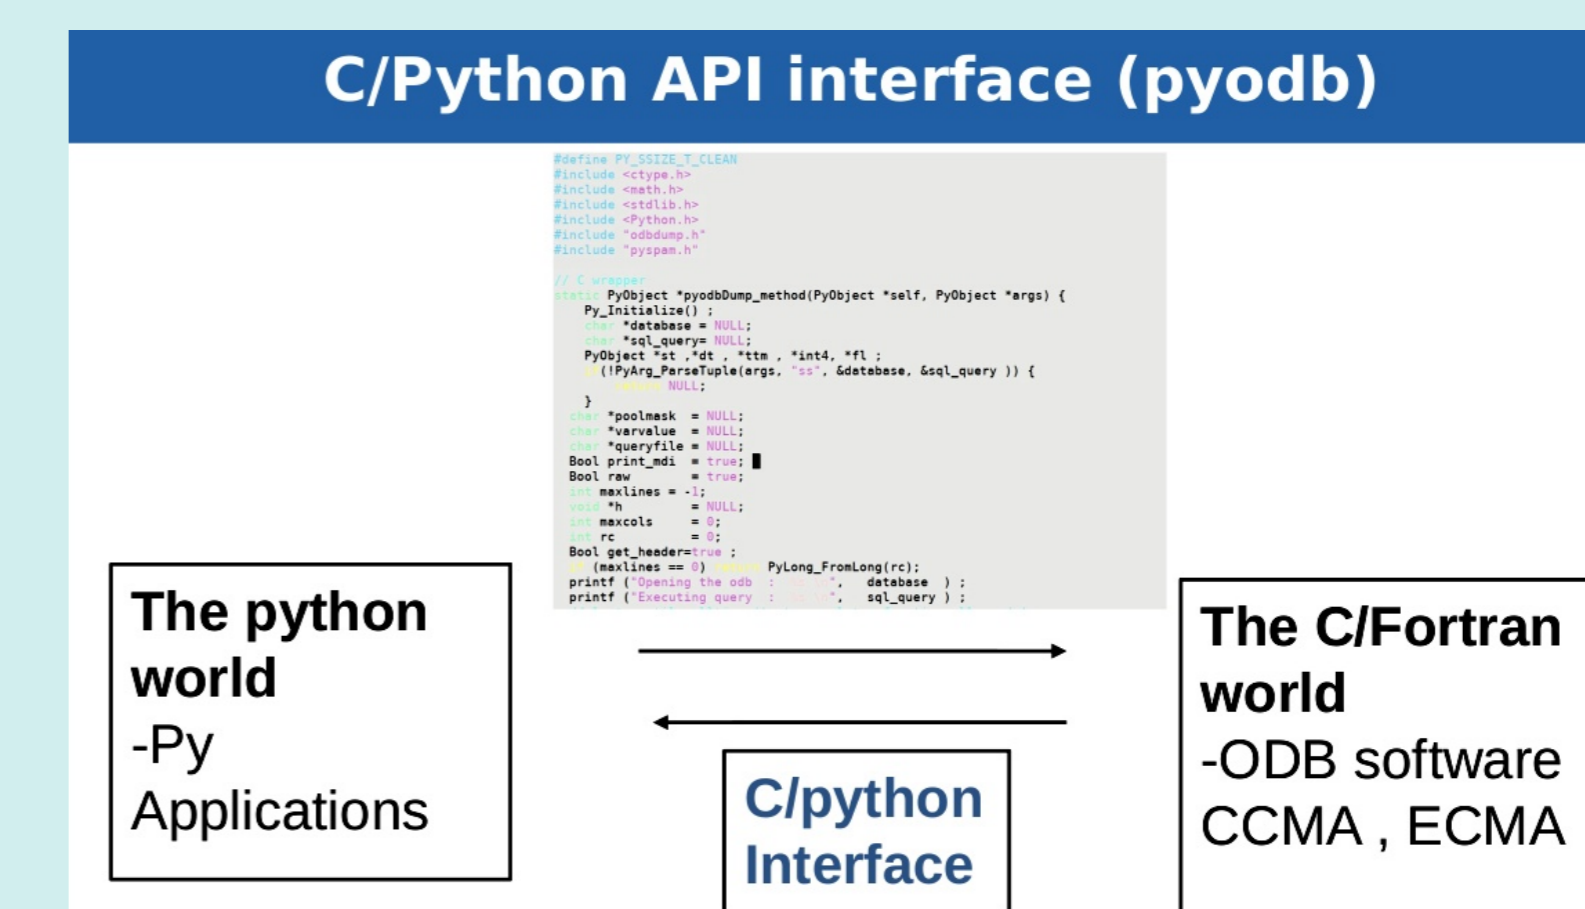 C/Python API interface (pyodb)
#define PY_SSIZE_T_CLEAN
#include <ctype.h>
#include <math.h>
#include <stdlib.h>
#include <Python.h>
#include "odbdump.h"
#include "pyspam.h"
// C wrapper
static PyObject *pyodbDump_method(PyObject *self, PyObject *args) {
Py_Initialize() ;
char *database = NULL;
char *sql_query= NULL;
PyObject *st ,*dt , *ttm , *int4, *fl ;
if(!PyArg_ParseTuple(args, "ss", &database, &sql_query )) {
return NULL;
}
char *poolmask = NULL;
char *varvalue = NULL;
char *queryfile = NULL;
Bool print_mdi = true;
Bool raw = true;
int maxlines = -1;
void *h = NULL;
int maxcols = 0;
int rc = 0;
Bool get_header=true ;
if (maxlines == 0) return PyLong_FromLong(rc);
printf ("Opening the odb : ", database ) ;
printf ("Executing query : ", sql_query ) ;
The python
world
-Py
Applications
C/python
Interface
The C/Fortran
world
-ODB software
CCMA , ECMA